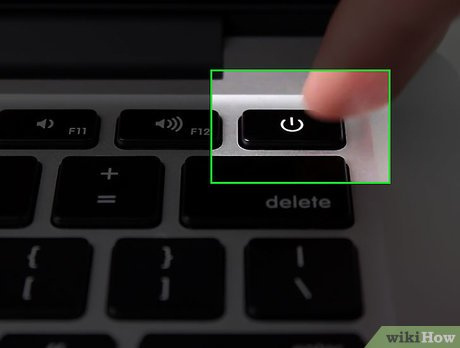 F11 F12
+
=
delete
{ } |
[ ] \
wikiHow